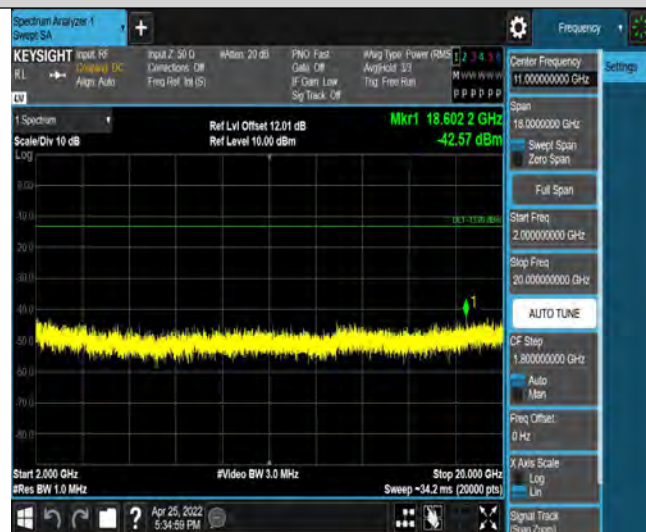 Spectrum Analyzer 1
Swept SA
+
Frequency
KEYSIGHT
Input: RF
Coupling: DC
Align: Auto
Input Z: 50 Ω
Corrections: Off
Freq Ref: Int (S)
#Atten: 20 dB
PNO: Fast
Gate: Off
IF Gain: Low
Sig Track: Off
#Avg Type: Power (RMS
Avg|Hold: 3/3
Trig: Free Run
1 2 3 4 5 6
M W W W W W
P P P P P P
RL
LXI
1 Spectrum
Scale/Div 10 dB
Log
Ref Lvl Offset 12.01 dB
Ref Level 10.00 dBm
Mkr1 18.602 2 GHz
-42.57 dBm
0.00
1
Start 2.000 GHz
#Res BW 1.0 MHz
#Video BW 3.0 MHz
Stop 20.000 GHz
Sweep ~34.2 ms (20000 pts)
Apr 25, 2022
5:34:59 PM
?
Center Frequency
11.000000000 GHz
Settings
Span
18.0000000 GHz
Swept Span
Zero Span
Full Span
Start Freq
2.000000000 GHz
Stop Freq
20.000000000 GHz
AUTO TUNE
CF Step
1.800000000 GHz
Auto
Man
Freq Offset
0 Hz
X Axis Scale
Log
Lin
Signal Track
(Span Zoom)